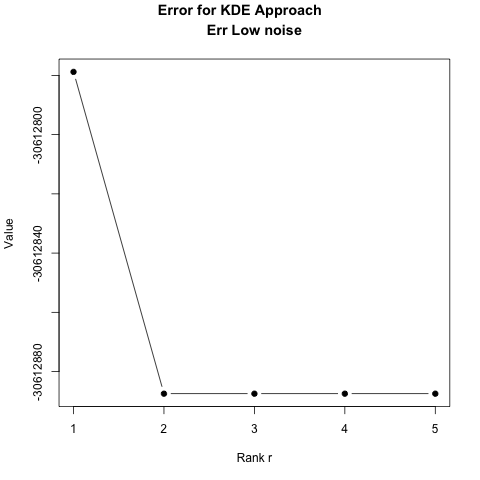 Error for KDE Approach
Err Low noise
Value
-30612800
-30612840
-30612880
1 2 3 4 5
Rank r